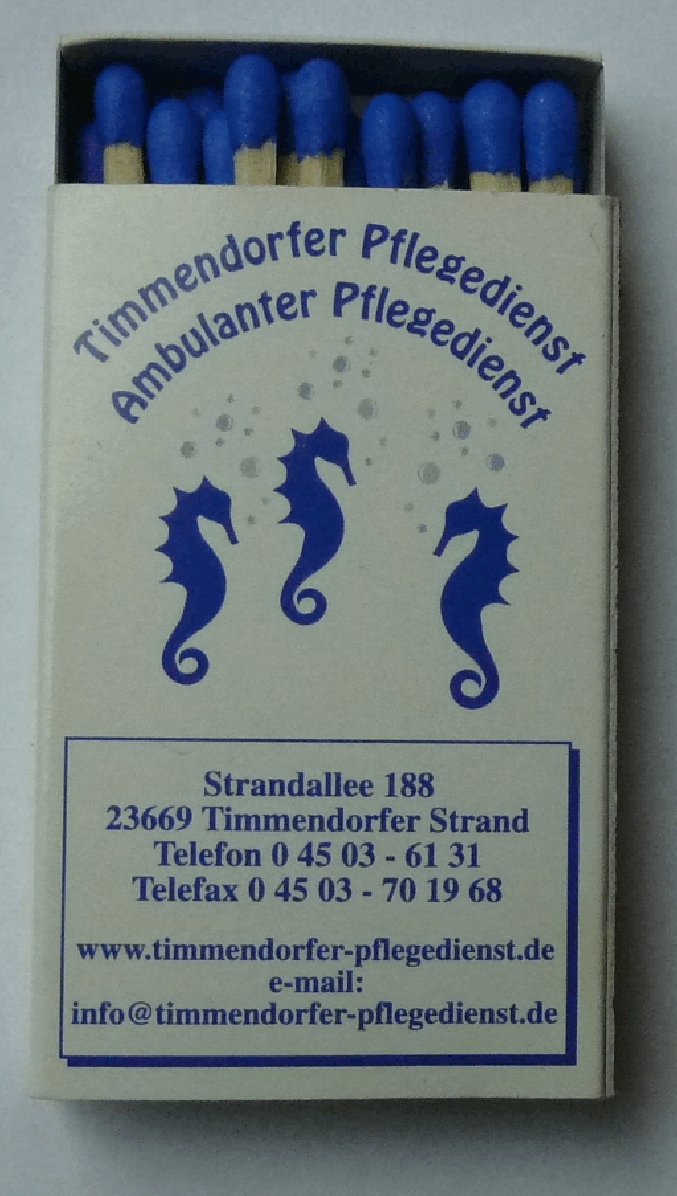 Timmendorfer Pflegedienst
Ambulanter Pflegedienst
Strandallee 188
23669 Timmendorfer Strand
Telefon 0 45 03 - 61 31
Telefax 0 45 03 - 70 19 68
www.timmendorfer-pflegedienst.de
e-mail:
info@timmendorfer-pflegedienst.de